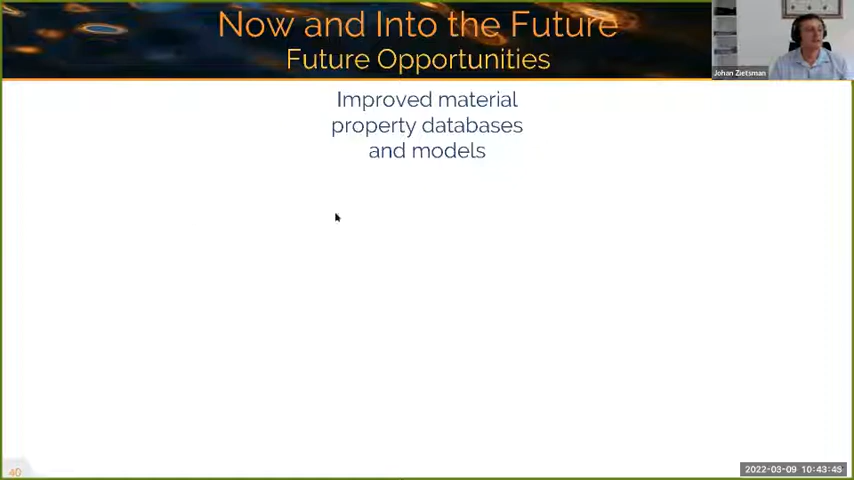 Now and Into the Future
Future Opportunities
Johan Zietsman
Improved material
property databases
and models
40
2022-03-09 10:43:45